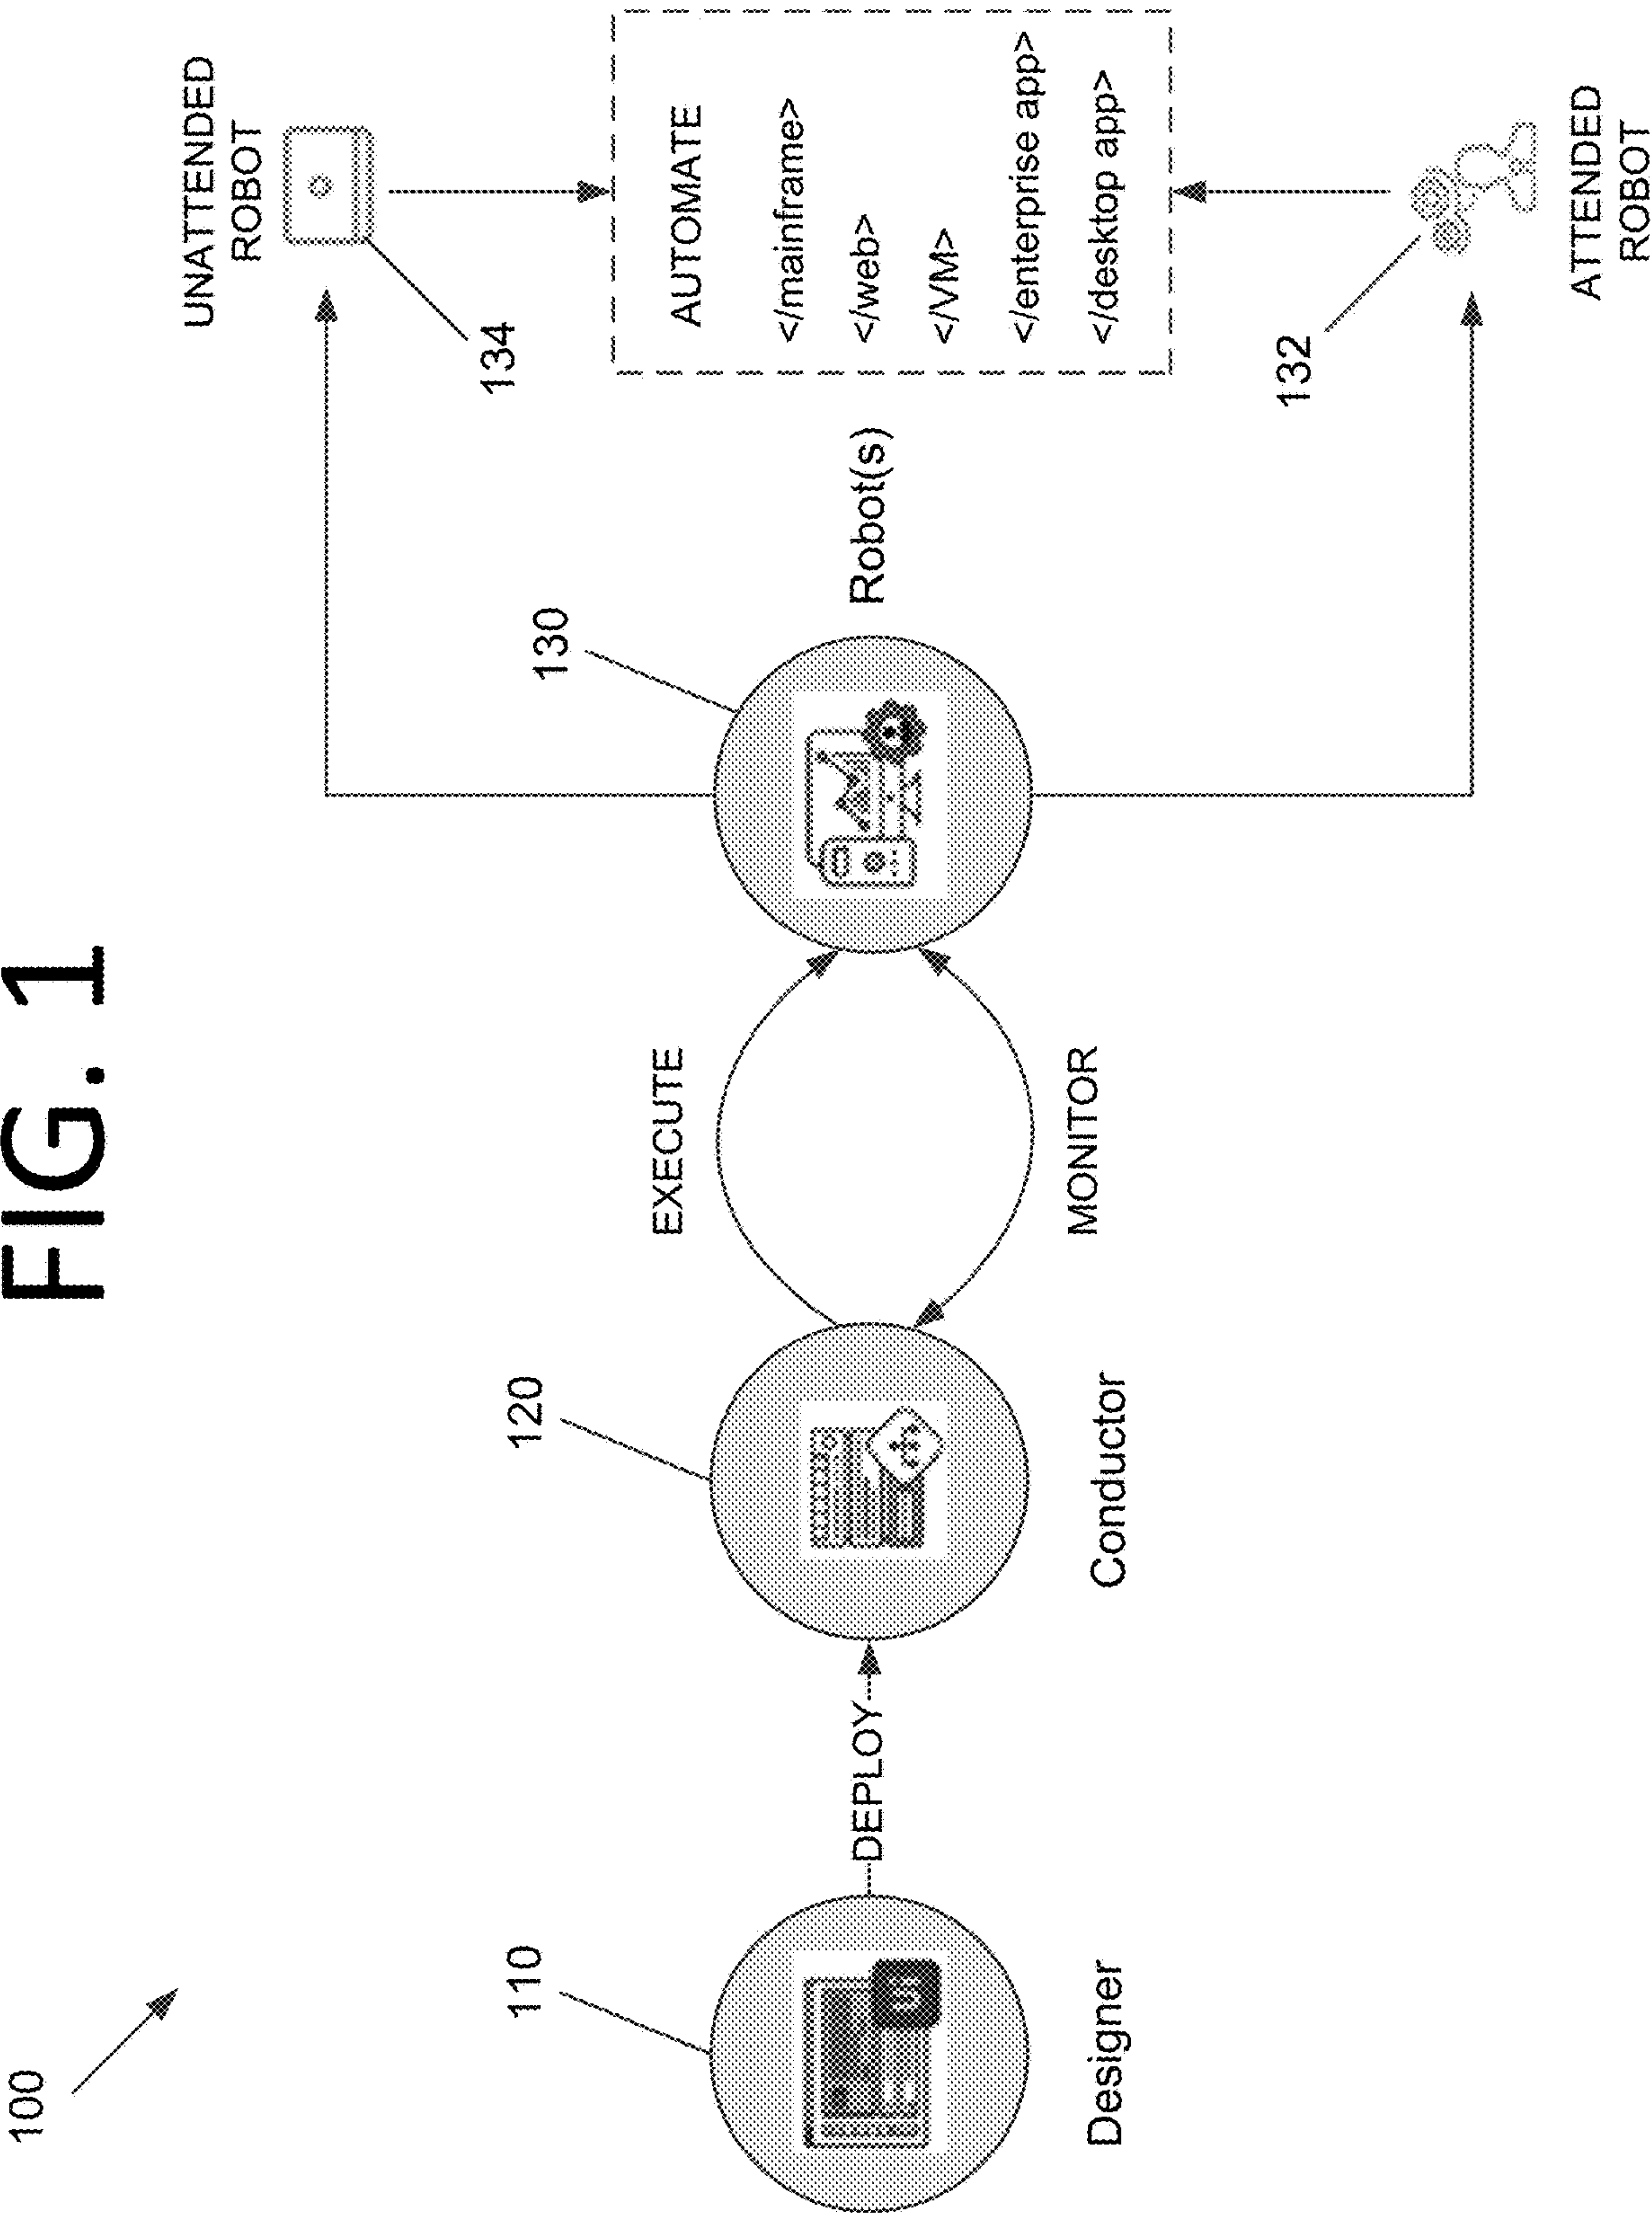 FIG. 1
100
110
Designer
DEPLOY
120
Conductor
EXECUTE
MONITOR
130
Robot(s)
UNATTENDED
ROBOT
134
AUTOMATE
</mainframe>
</web>
</VM>
</enterprise app>
</desktop app>
132
ATTENDED
ROBOT
5